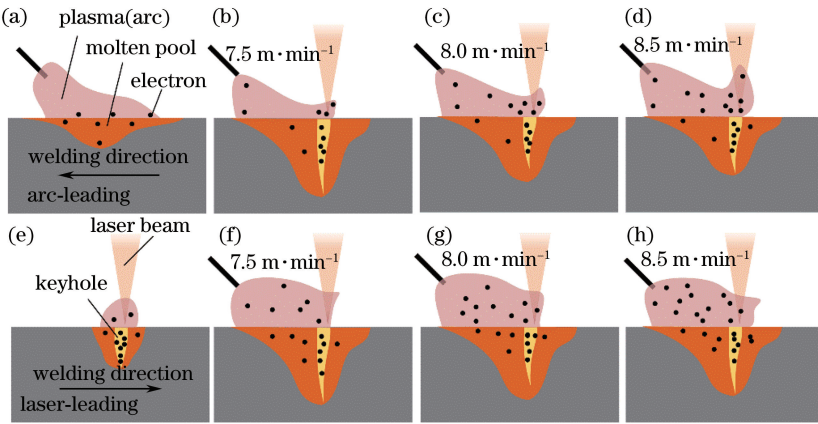 (a)
plasma(arc)
molten pool
electron
welding direction
arc-leading
(b)
7.5 m·min⁻¹
(c)
8.0 m·min⁻¹
(d)
8.5 m·min⁻¹
(e)
laser beam
keyhole
welding direction
laser-leading
(f)
7.5 m·min⁻¹
(g)
8.0 m·min⁻¹
(h)
8.5 m·min⁻¹